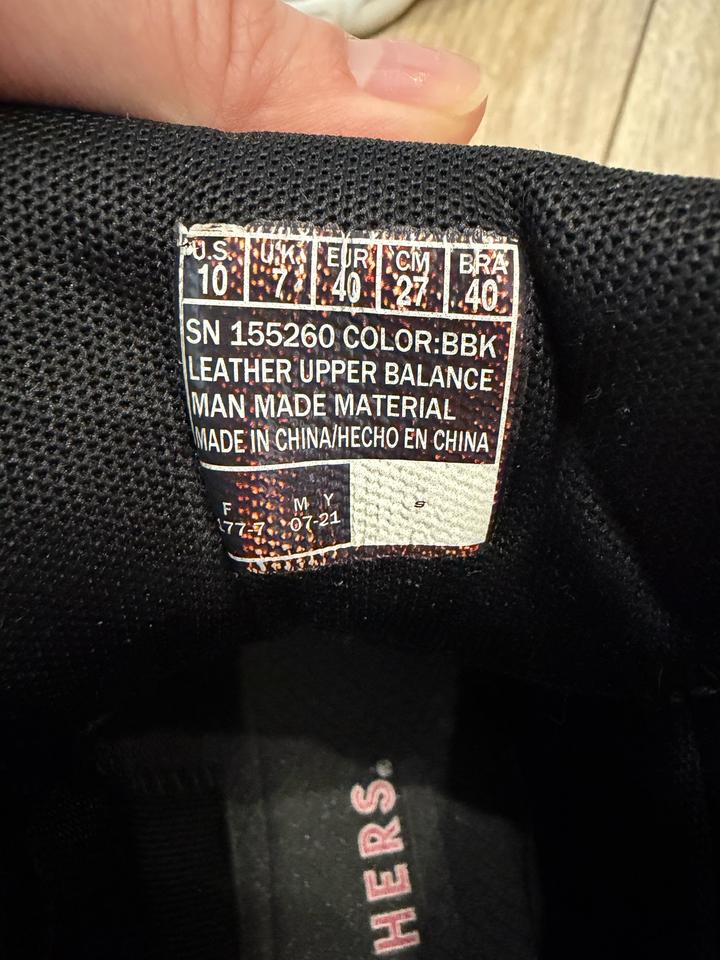 U.S. U.K. EUR CM BRA
10 7 40 27 40
SN 155260 COLOR:BBK
LEATHER UPPER BALANCE
MAN MADE MATERIAL
MADE IN CHINA/HECHO EN CHINA
F M Y
177-7 07-21
S
HERS.